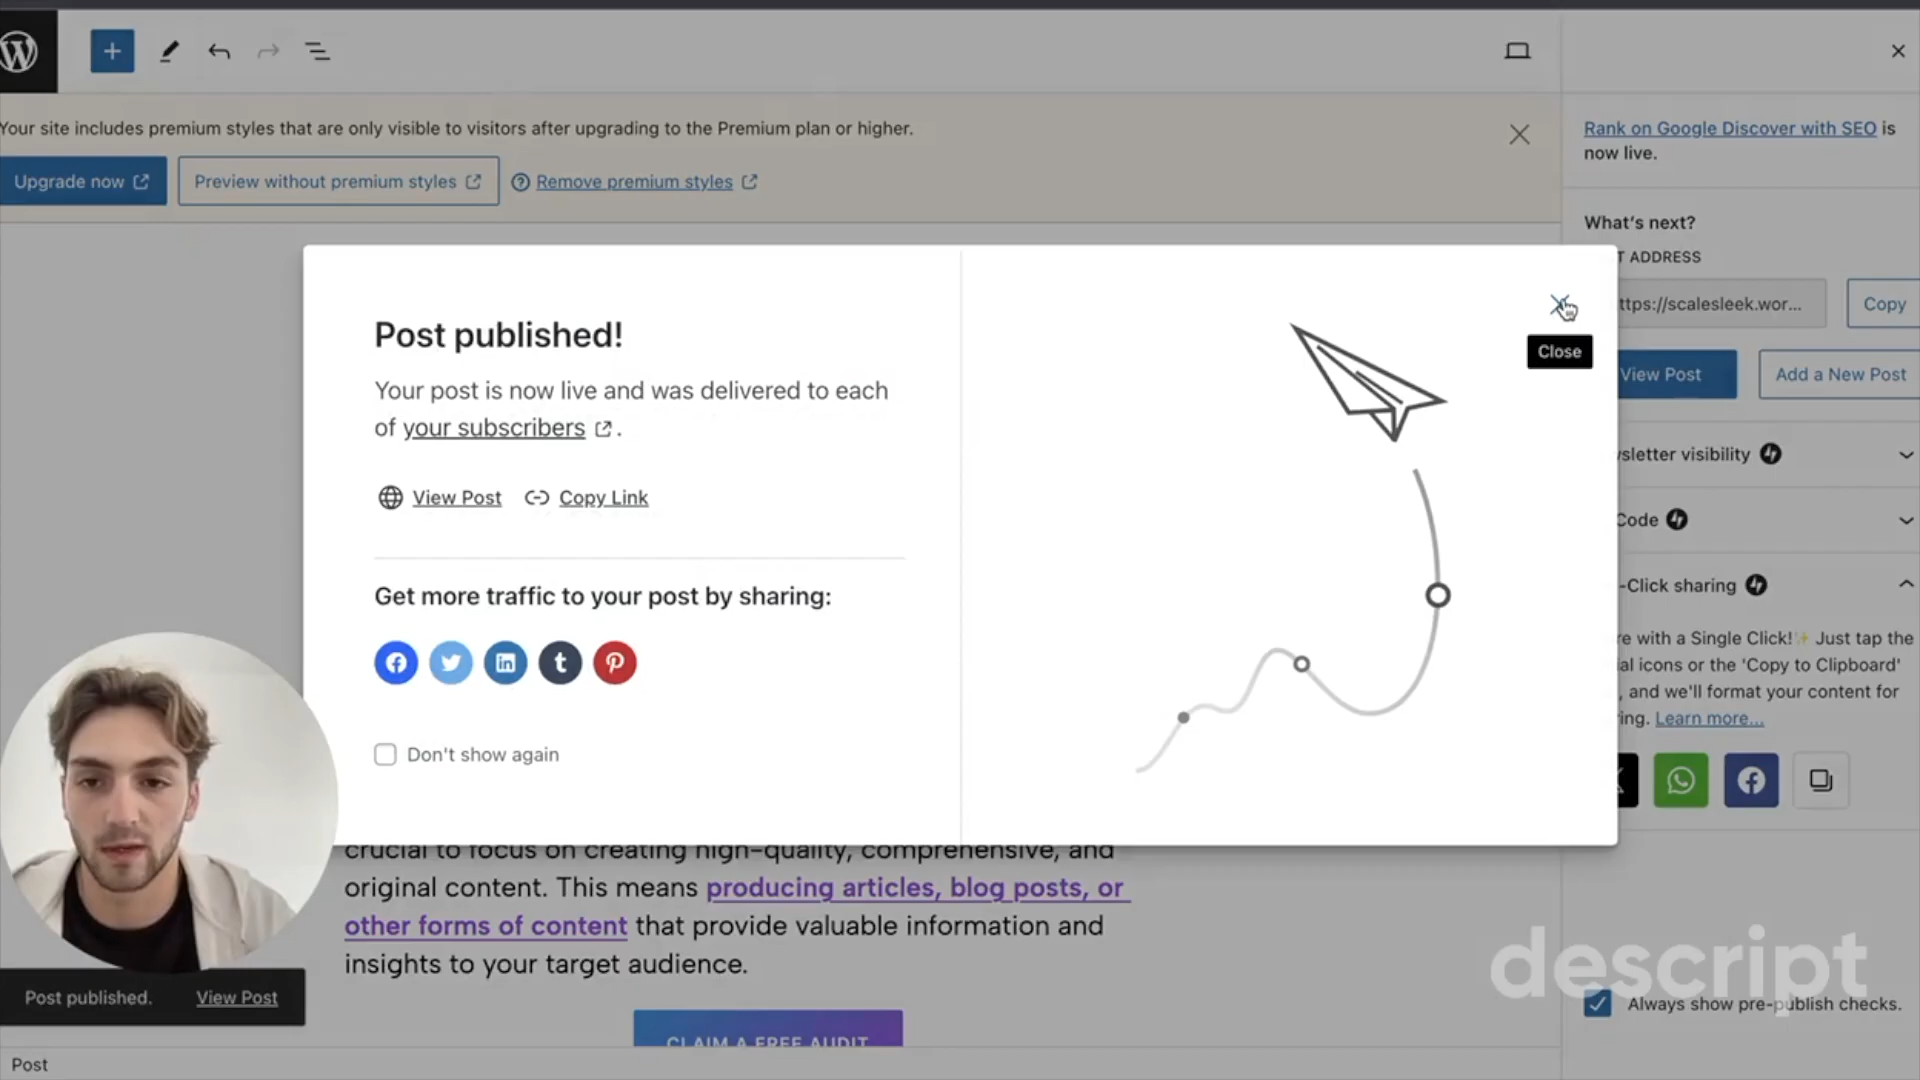 Your site includes premium styles that are only visible to visitors after upgrading to the Premium plan or higher.
Upgrade now
Preview without premium styles
Remove premium styles
Rank on Google Discover with SEO is
now live.
What's next?
T ADDRESS
ttps://scalesleek.wor...
Copy
View Post
Add a New Post
sletter visibility
Code
-Click sharing
re with a Single Click!✨ Just tap the
al icons or the 'Copy to Clipboard'
, and we'll format your content for
ring. Learn more...
Post published!
Your post is now live and was delivered to each
of your subscribers .
View Post
Copy Link
Get more traffic to your post by sharing:
Don't show again
Close
crucial to focus on creating high-quality, comprehensive, and
original content. This means producing articles, blog posts, or
other forms of content that provide valuable information and
insights to your target audience.
CLAIM A FREE AUDIT
Post published.
View Post
descript
Always show pre-publish checks.
Post